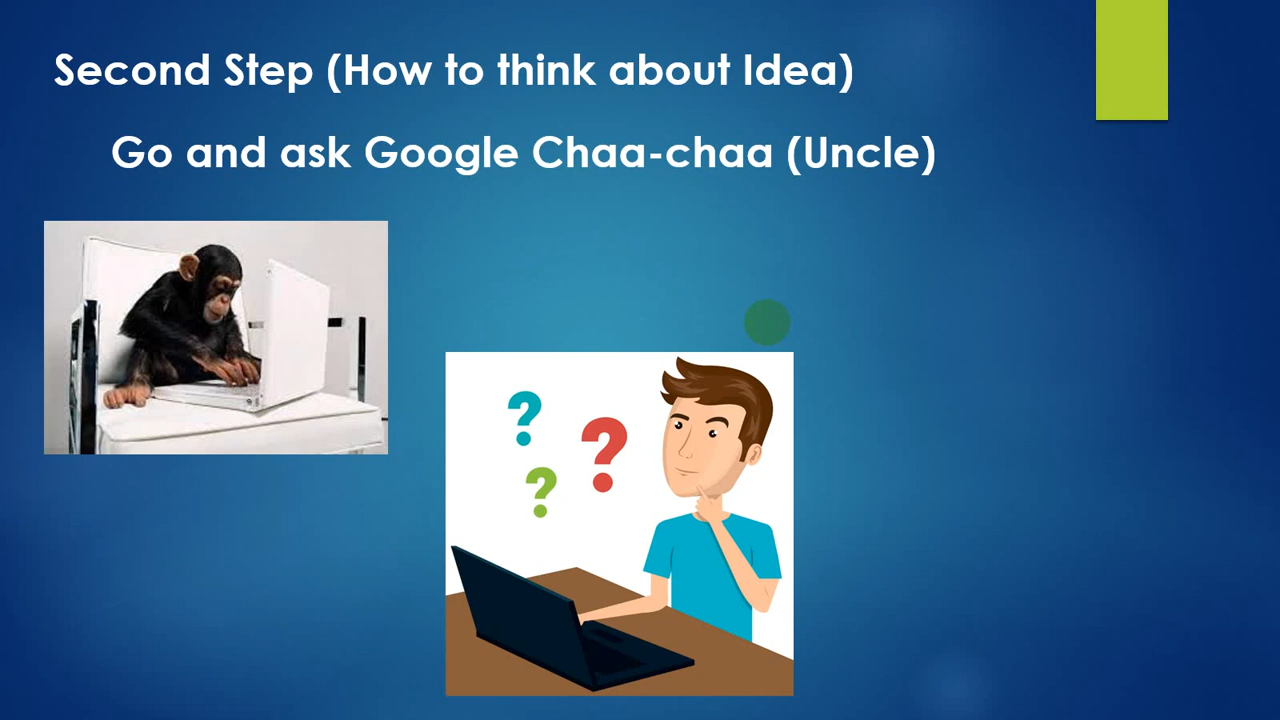 Second Step (How to think about Idea)
Go and ask Google Chaa-chaa (Uncle)
? ? ?